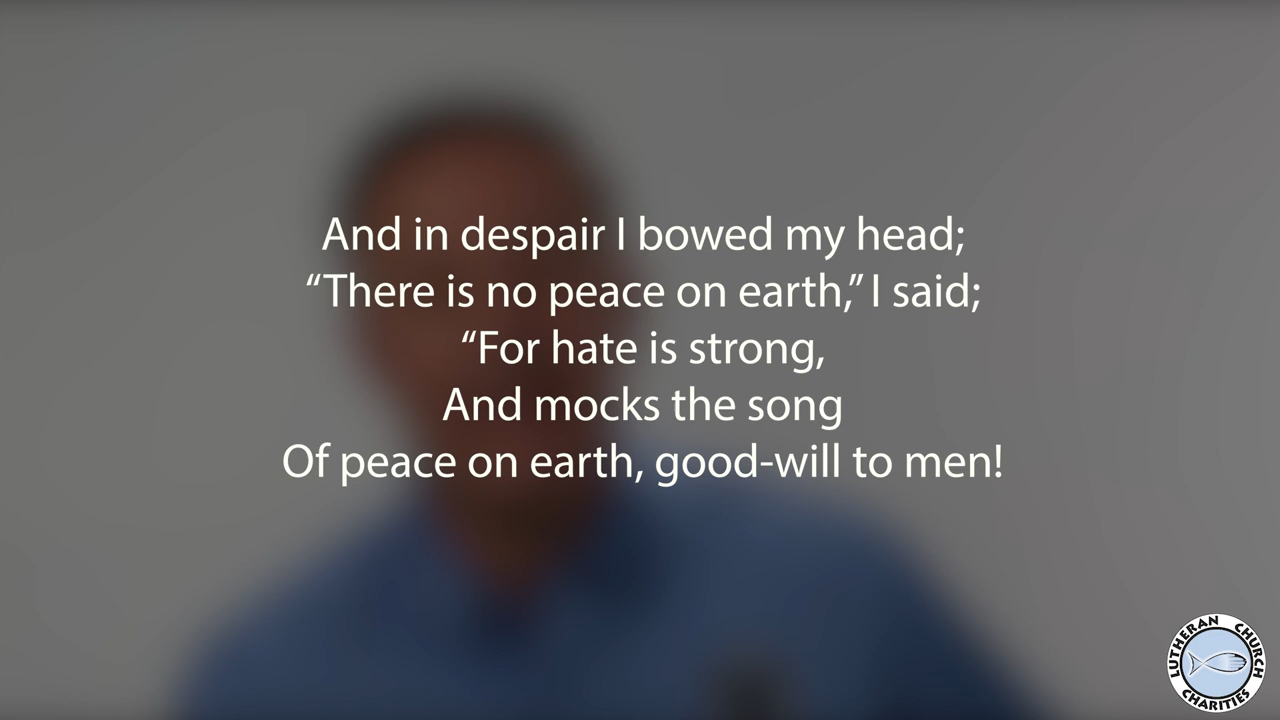 And in despair I bowed my head;
“There is no peace on earth,” I said;
“For hate is strong,
And mocks the song
Of peace on earth, good-will to men!
LUTHERAN CHURCH
CHARITIES